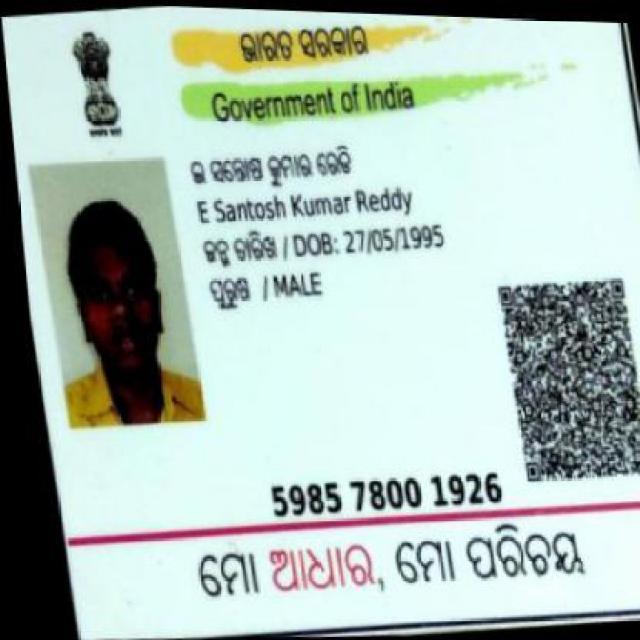 ଭାରତ ସରକାର
Government of India
ଇ ସନ୍ତୋଷ କୁମାର ରେଡ୍ଡି
E Santosh Kumar Reddy
ଜନ୍ମ ତାରିଖ / DOB: 27/05/1995
ପୁରୁଷ / MALE
5985 7800 1926
ମୋ ଆଧାର, ମୋ ପରିଚୟ